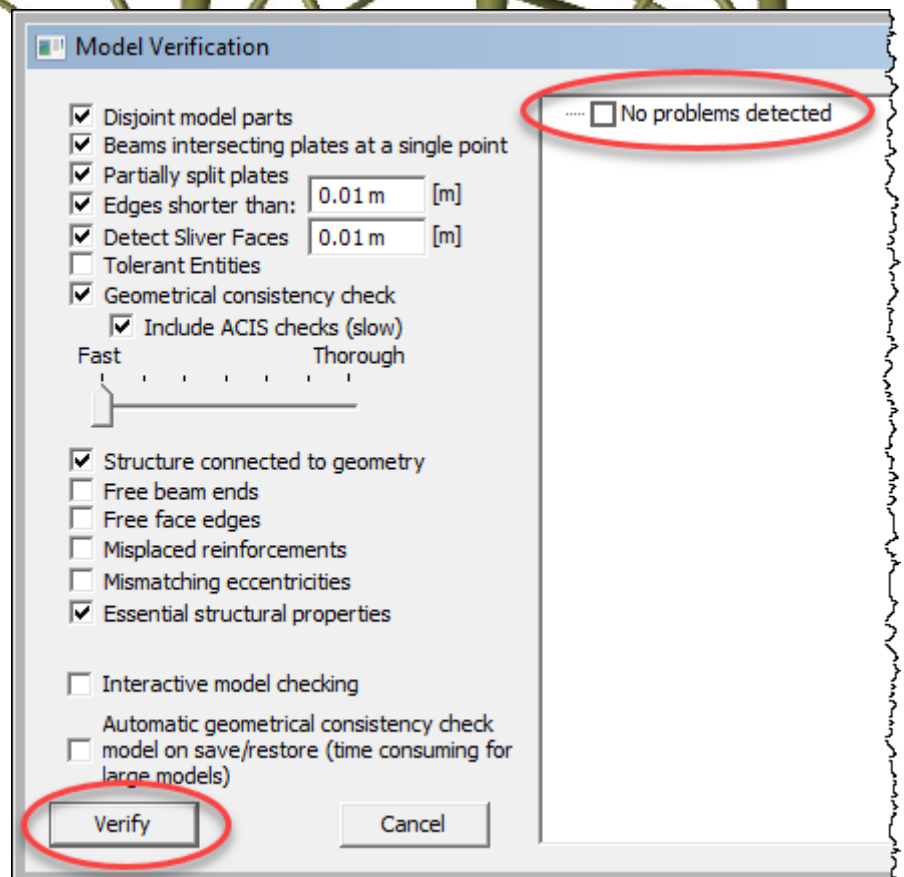 Model Verification
Disjoint model parts
No problems detected
Beams intersecting plates at a single point
Partially split plates
Edges shorter than: 0.01 m [m]
Detect Sliver Faces 0.01 m [m]
Tolerant Entities
Geometrical consistency check
Include ACIS checks (slow)
Fast Thorough
Structure connected to geometry
Free beam ends
Free face edges
Misplaced reinforcements
Mismatching eccentricities
Essential structural properties
Interactive model checking
Automatic geometrical consistency check
model on save/restore (time consuming for
large models)
Verify Cancel